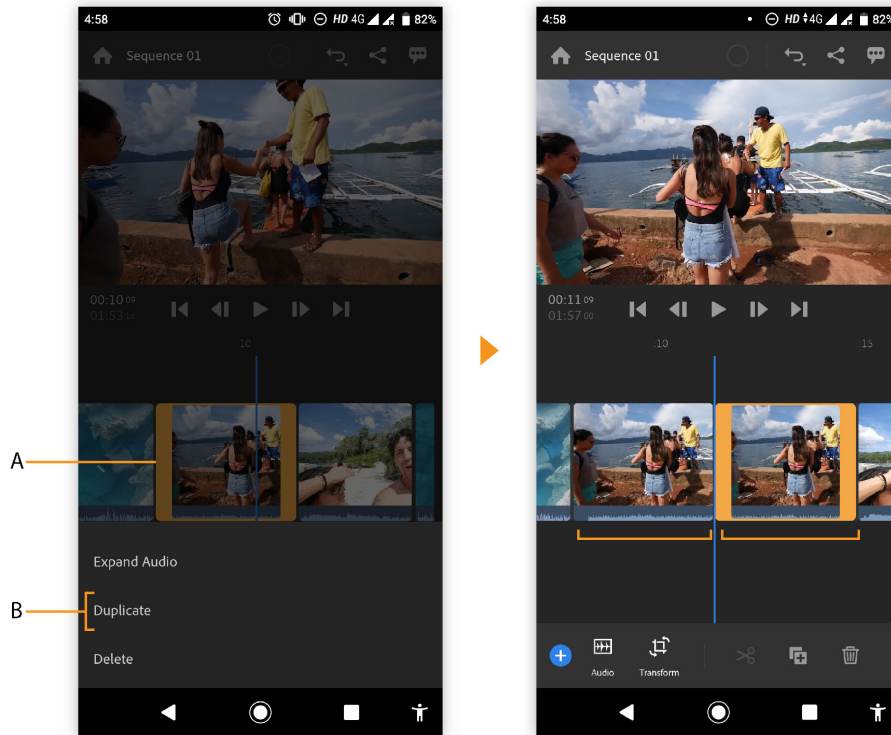 4:58 HD 4G 82%
Sequence 01
00:10 09
01:53 14
10
A
Expand Audio
B Duplicate
Delete
4:58 HD 4G 82%
Sequence 01
00:11 09
01:57 00
:10 :15
Audio Transform